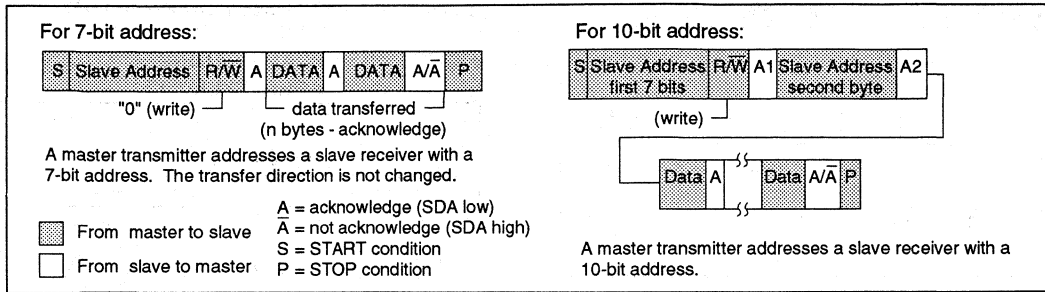 For 7-bit address:
S Slave Address R/W̅ A DATA A DATA A/A̅ P
"0" (write)
data transferred
(n bytes - acknowledge)
A master transmitter addresses a slave receiver with a
7-bit address. The transfer direction is not changed.
From master to slave
From slave to master
A = acknowledge (SDA low)
A̅ = not acknowledge (SDA high)
S = START condition
P = STOP condition
For 10-bit address:
S Slave Address first 7 bits R/W̅ A1 Slave Address second byte A2
(write)
Data A Data A/A̅ P
A master transmitter addresses a slave receiver with a
10-bit address.